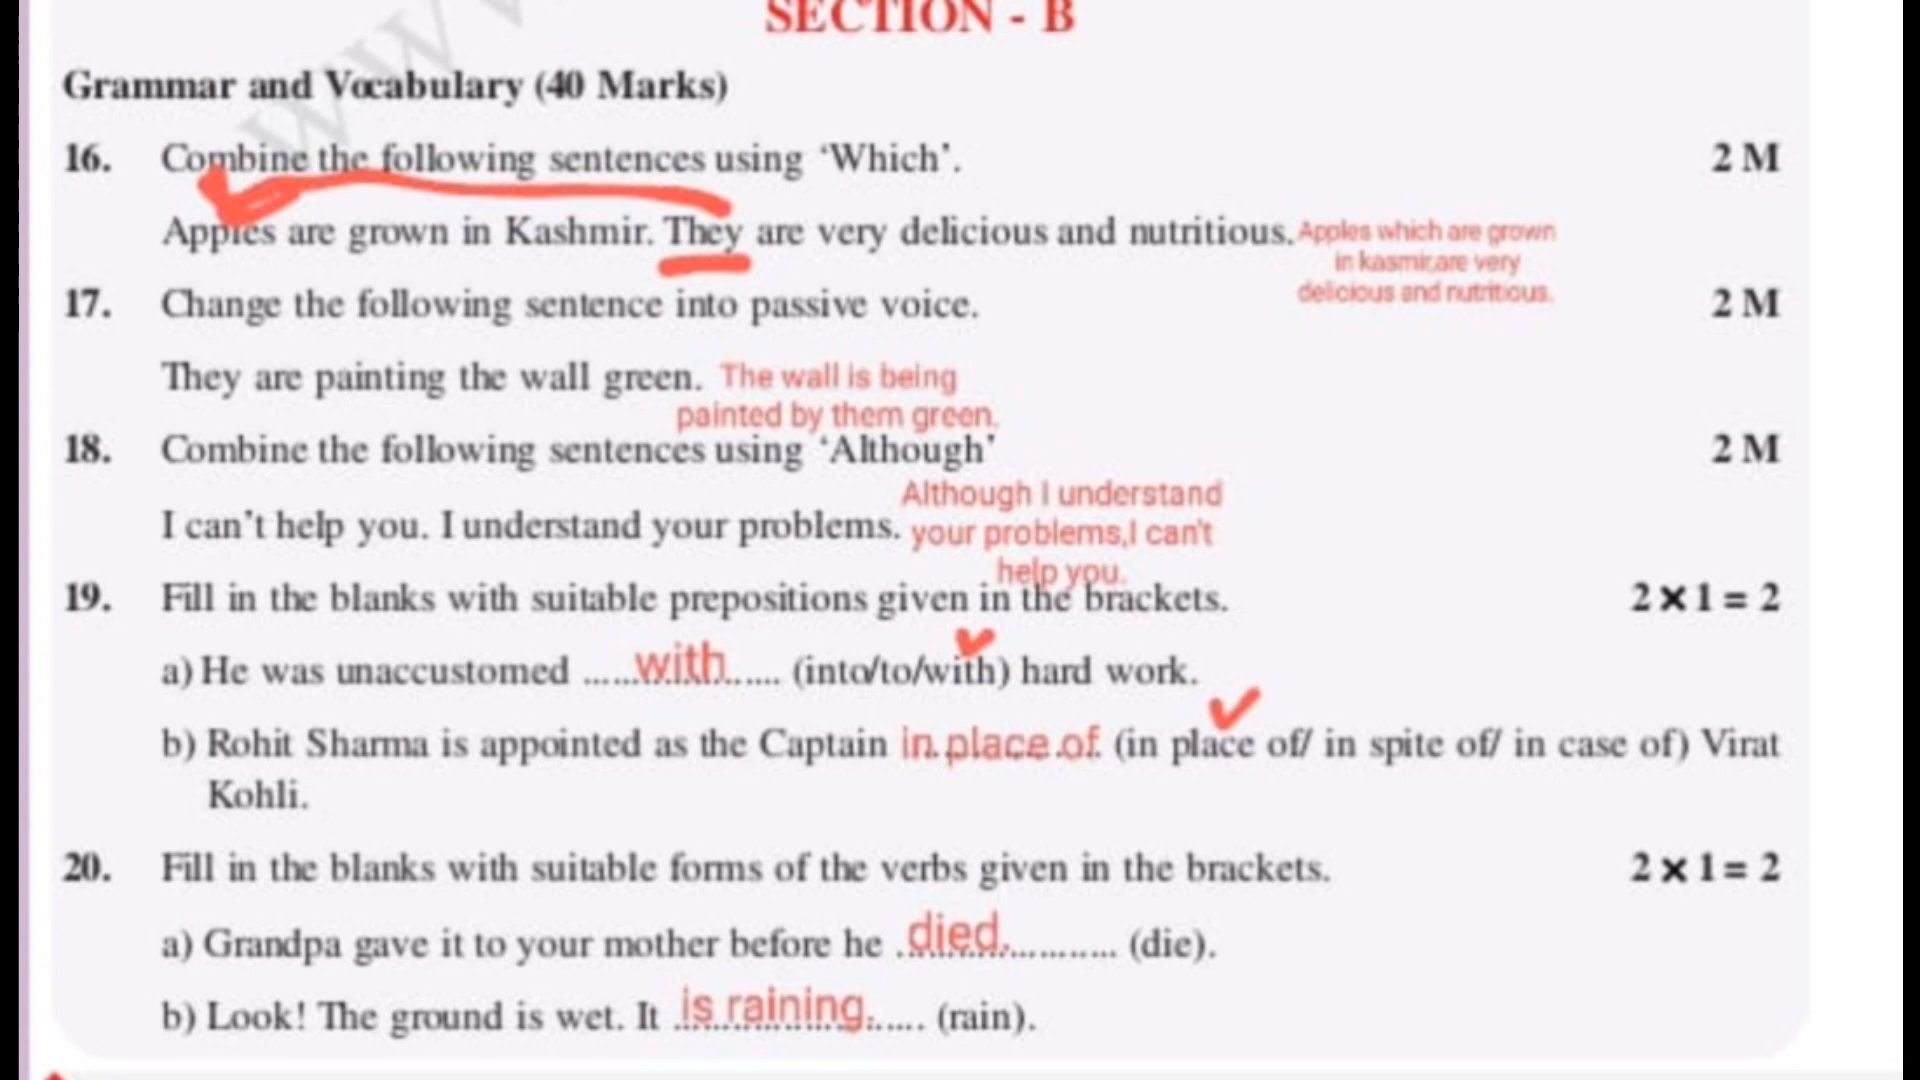 SECTION - B
Grammar and Vocabulary (40 Marks)
16. Combine the following sentences using ‘Which’. 2 M
Apples are grown in Kashmir. They are very delicious and nutritious. Apples which are grown
in kasmir,are very
delicious and nutritious.
17. Change the following sentence into passive voice. 2 M
They are painting the wall green. The wall is being
painted by them green.
18. Combine the following sentences using ‘Although’ 2 M
Although I understand
I can’t help you. I understand your problems. your problems,I can't
help you.
19. Fill in the blanks with suitable prepositions given in the brackets. 2 × 1 = 2
a) He was unaccustomed ......with...... (into/to/with) hard work.
b) Rohit Sharma is appointed as the Captain in place of (in place of/ in spite of/ in case of) Virat
Kohli.
20. Fill in the blanks with suitable forms of the verbs given in the brackets. 2 × 1 = 2
a) Grandpa gave it to your mother before he died............ (die).
b) Look! The ground is wet. It is raining...... (rain).